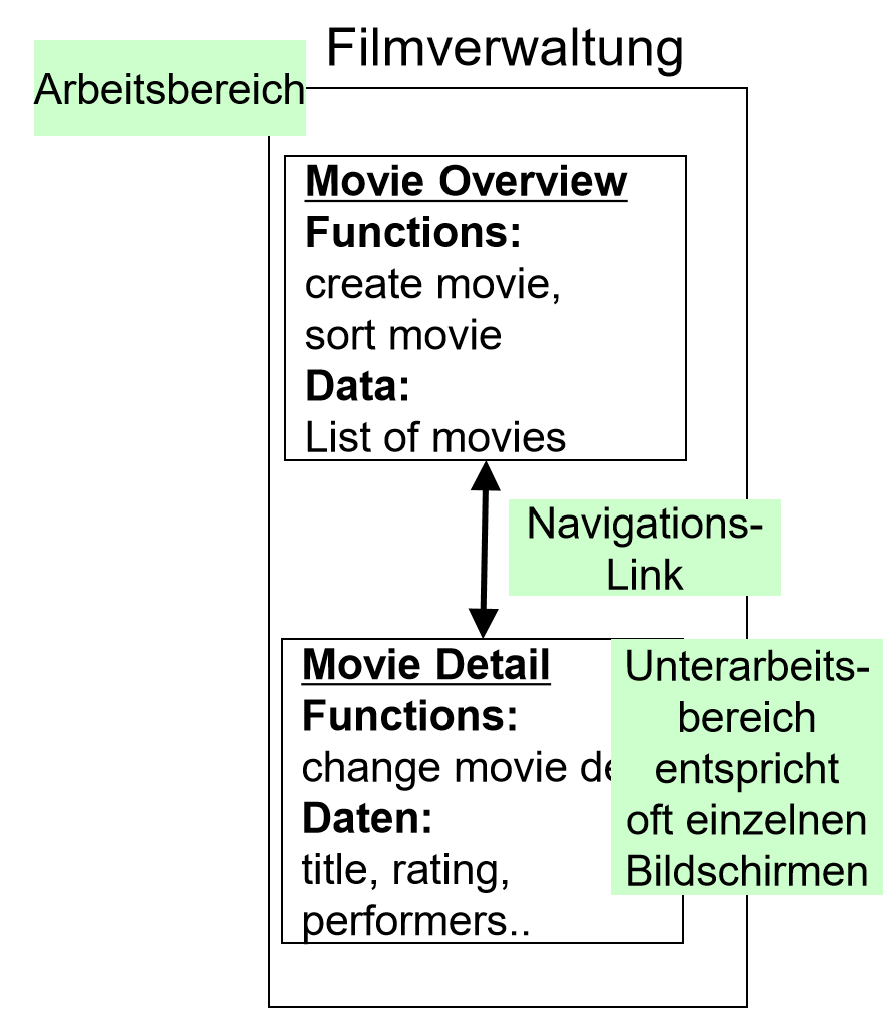 Filmverwaltung
Arbeitsbereich
Movie Overview
Functions:
create movie,
sort movie
Data:
List of movies
Navigations-
Link
Movie Detail
Functions:
change movie de
Daten:
title, rating,
performers..
Unterarbeits-
bereich
entspricht
oft einzelnen
Bildschirmen